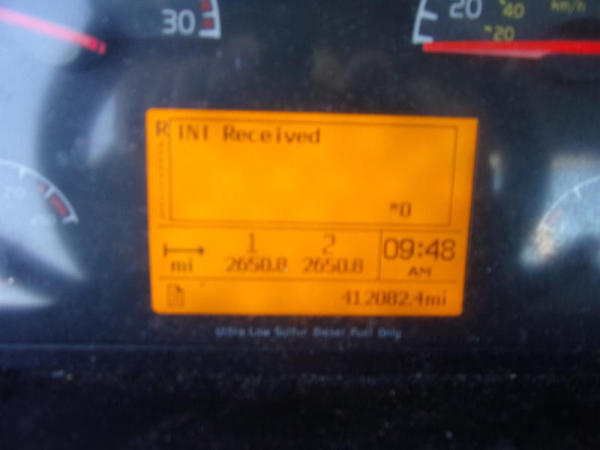 30
20 40 km/h
20
R INI Received
*0
1 2 09:48
mi 2650.8 2650.8 AM
412082.4mi
Ultra Low Sulfur Diesel Fuel Only